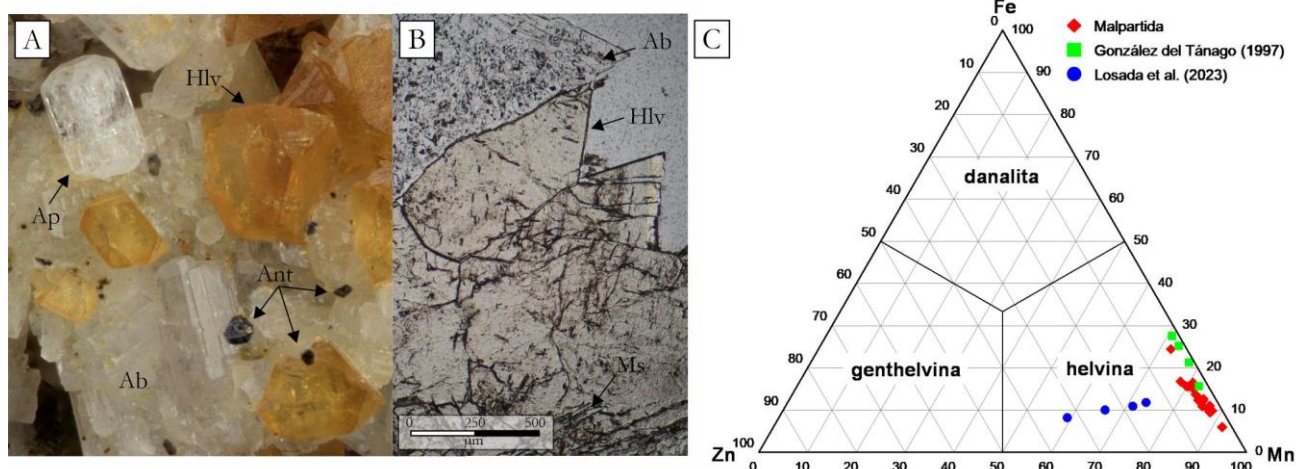 A
Hlv
Ap
Ant
Ab
B
Ab
Hlv
Ms
0 250 500
µm
C
Fe
0 100
Malpartida
González del Tánago (1997)
Losada et al. (2023)
10 90
20 80
30 70
danalita
40 60
50 50
60 40
70 30
genthelvina
helvina
80 20
90 10
Zn 100 0 Mn
0 10 20 30 40 50 60 70 80 90 100